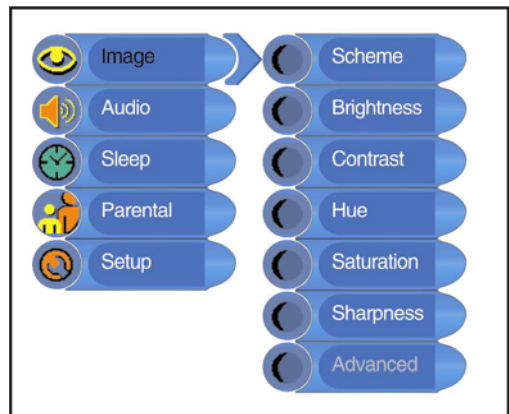 Image
Audio
Sleep
Parental
Setup
Scheme
Brightness
Contrast
Hue
Saturation
Sharpness
Advanced